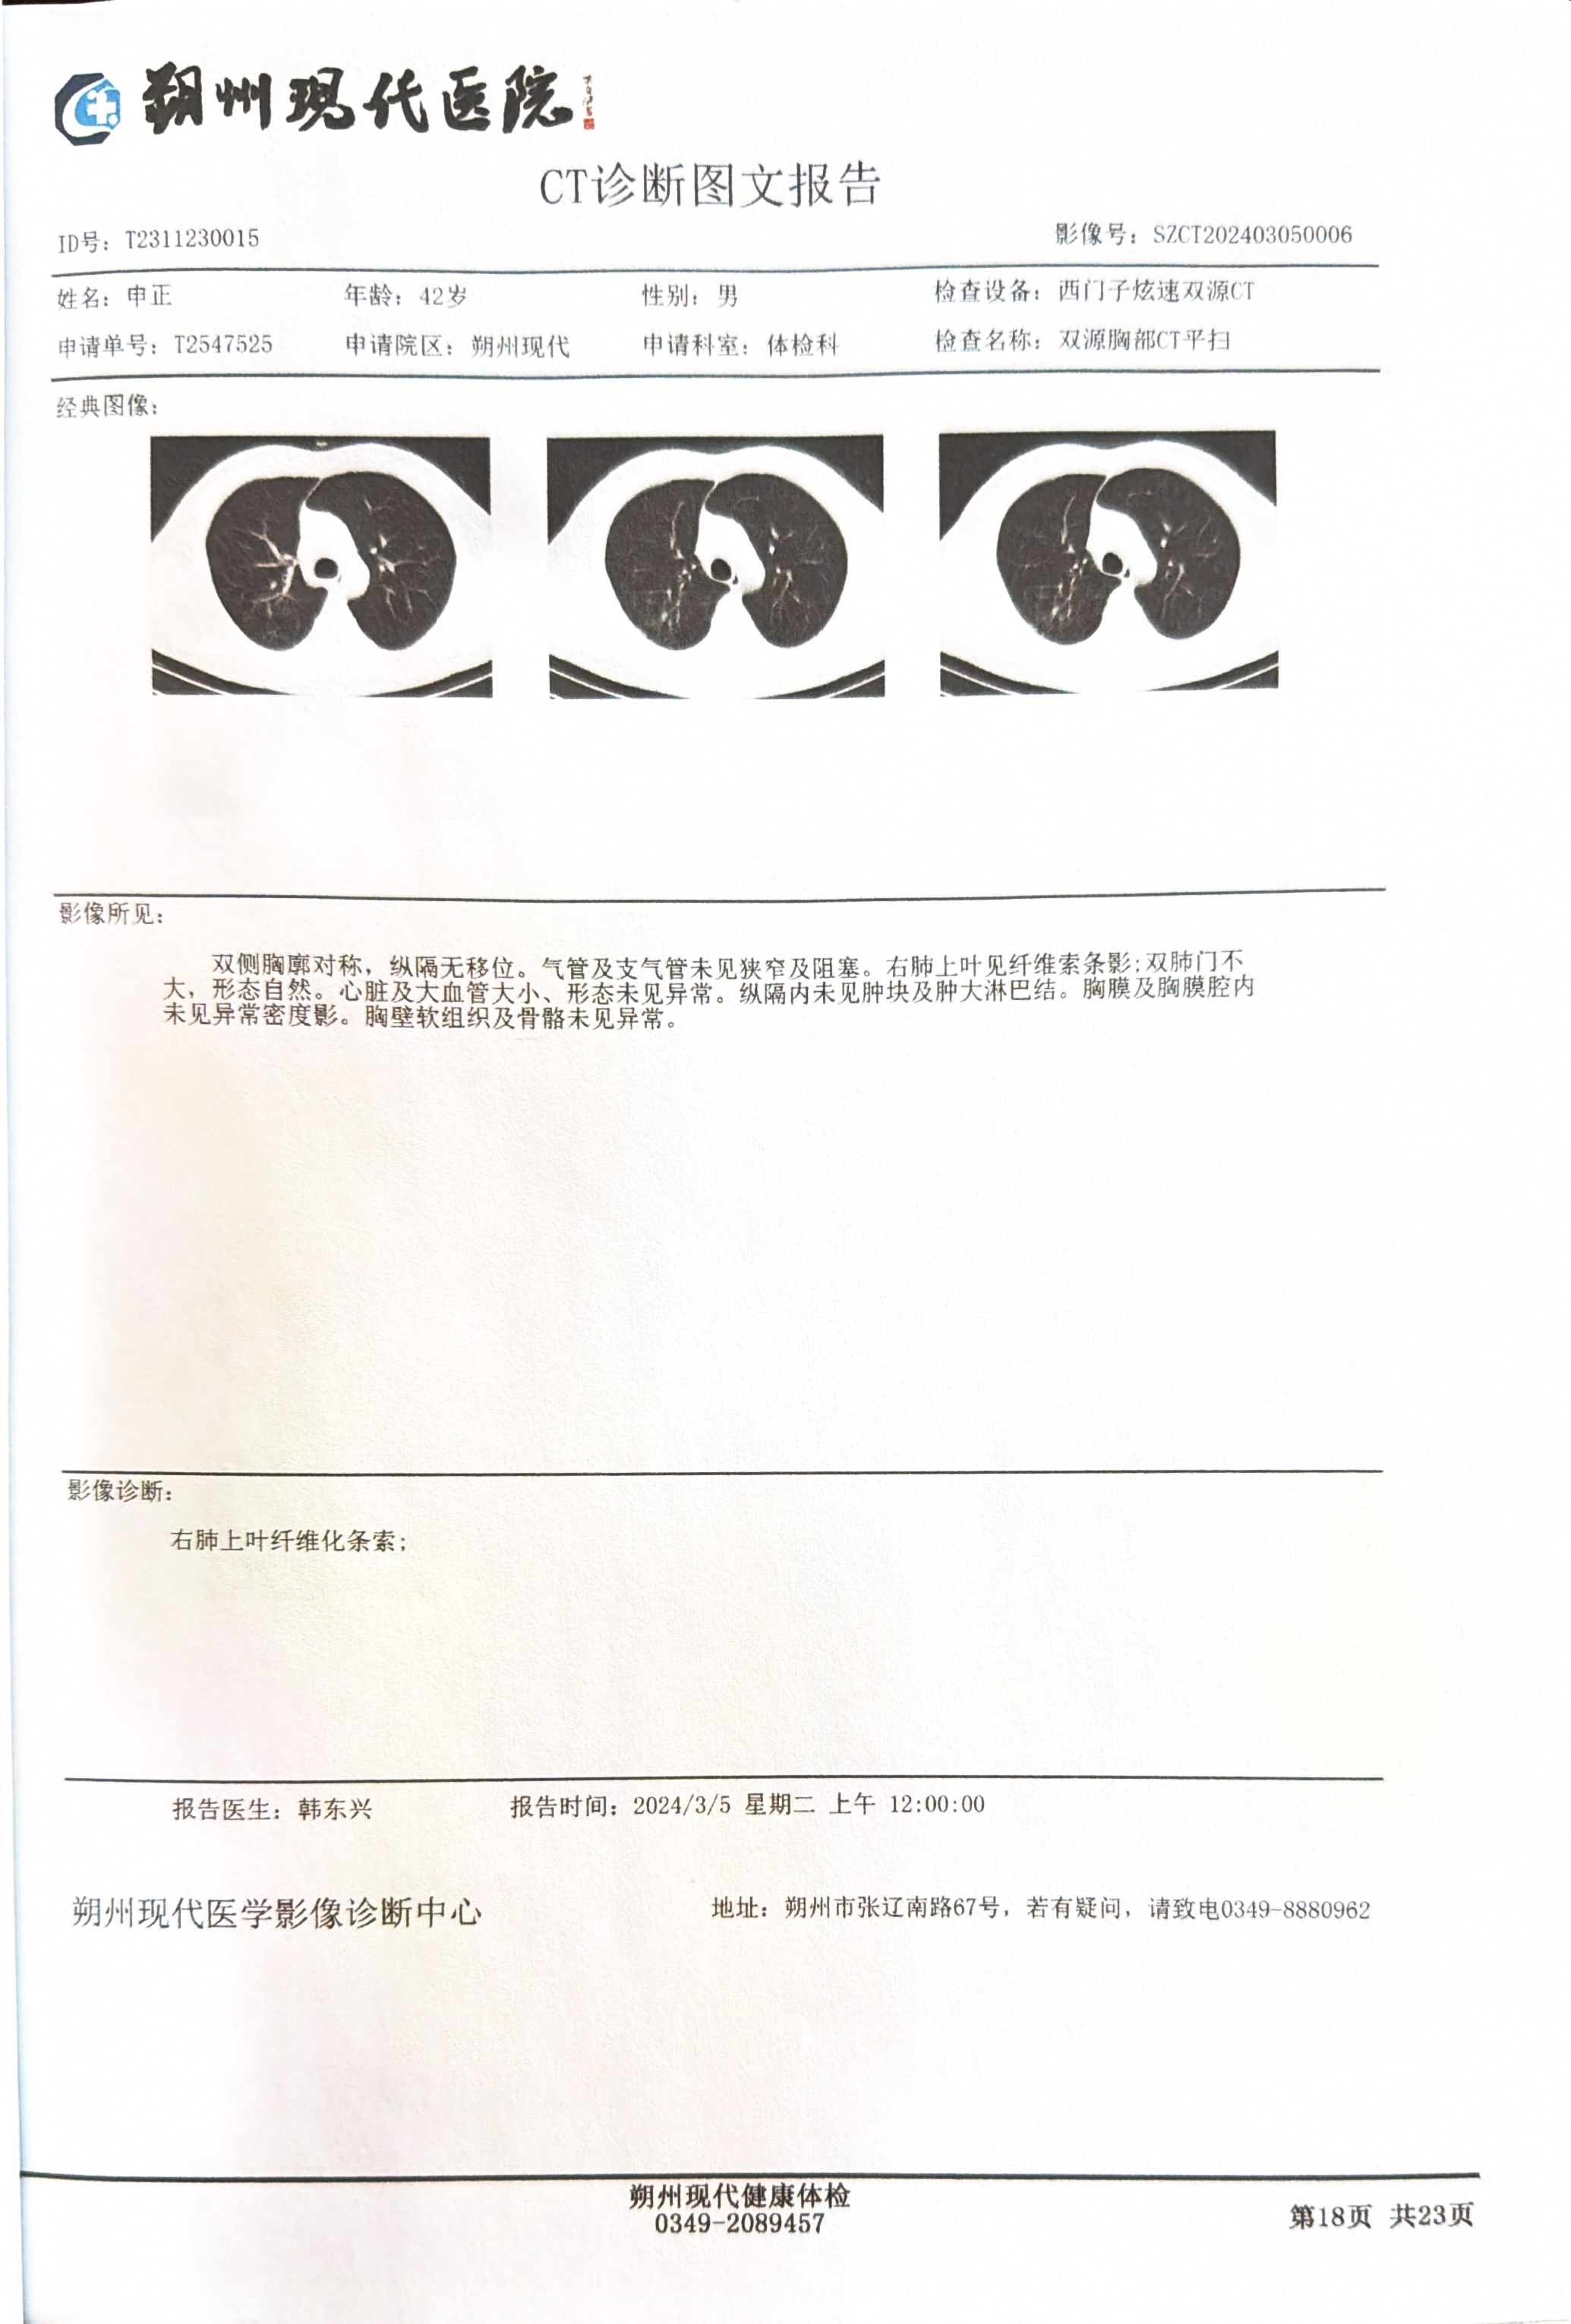 朔州现代医院
CT诊断图文报告
ID号：T2311230015 影像号：SZCT202403050006
姓名：申正 年龄：42岁 性别：男 检查设备：西门子炫速双源CT
申请单号：T2547525 申请院区：朔州现代 申请科室：体检科 检查名称：双源胸部CT平扫
经典图像：
影像所见：
双侧胸廓对称，纵隔无移位。气管及支气管未见狭窄及阻塞。右肺上叶见纤维索条影;双肺门不
大，形态自然。心脏及大血管大小、形态未见异常。纵隔内未见肿块及肿大淋巴结。胸膜及胸膜腔内
未见异常密度影。胸壁软组织及骨骼未见异常。
影像诊断：
右肺上叶纤维化条索;
报告医生：韩东兴 报告时间：2024/3/5 星期二 上午 12:00:00
朔州现代医学影像诊断中心 地址：朔州市张辽南路67号，若有疑问，请致电0349-8880962
朔州现代健康体检
0349-2089457
第18页 共23页